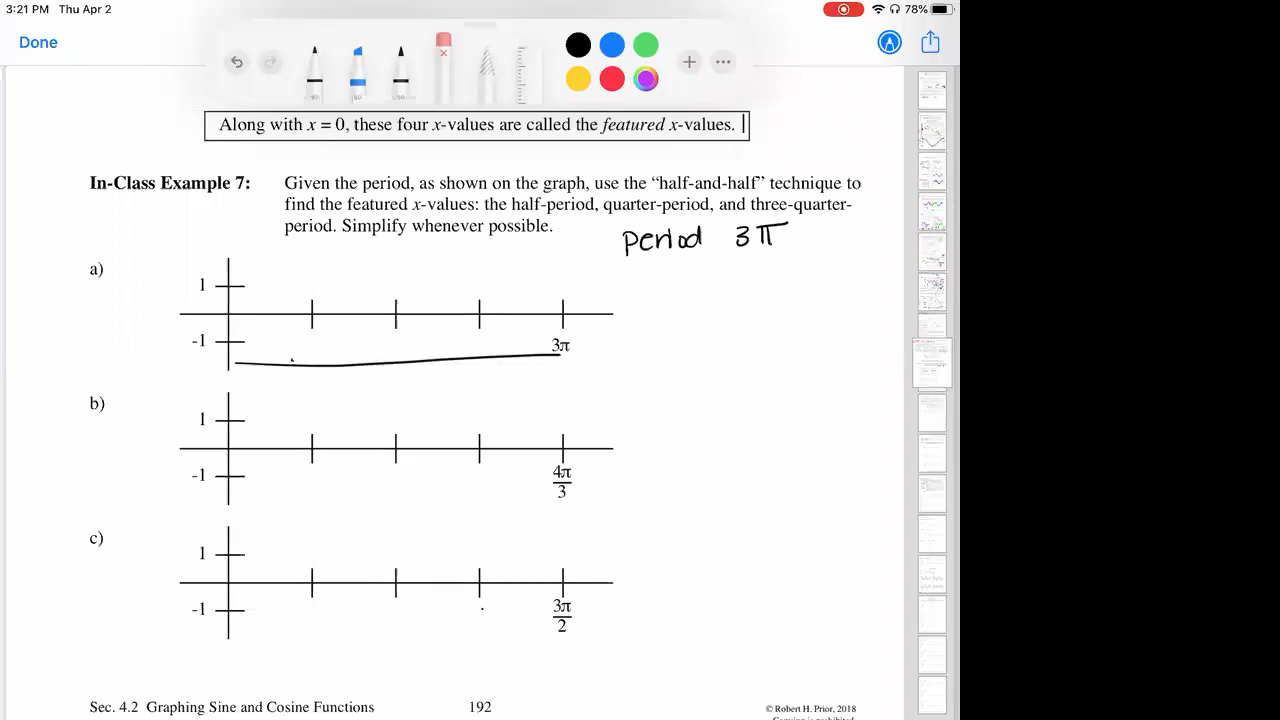 3:21 PM Thu Apr 2
78%
Done
Along with x = 0, these four x-values are called the featured x-values.
In-Class Example 7: Given the period, as shown on the graph, use the “half-and-half” technique to
find the featured x-values: the half-period, quarter-period, and three-quarter-
period. Simplify whenever possible.
period 3π
a)
1
-1
3π
b)
1
-1
4π
3
c)
1
-1
3π
2
Sec. 4.2 Graphing Sine and Cosine Functions
192
© Robert H. Prior, 2018
Copying is prohibited